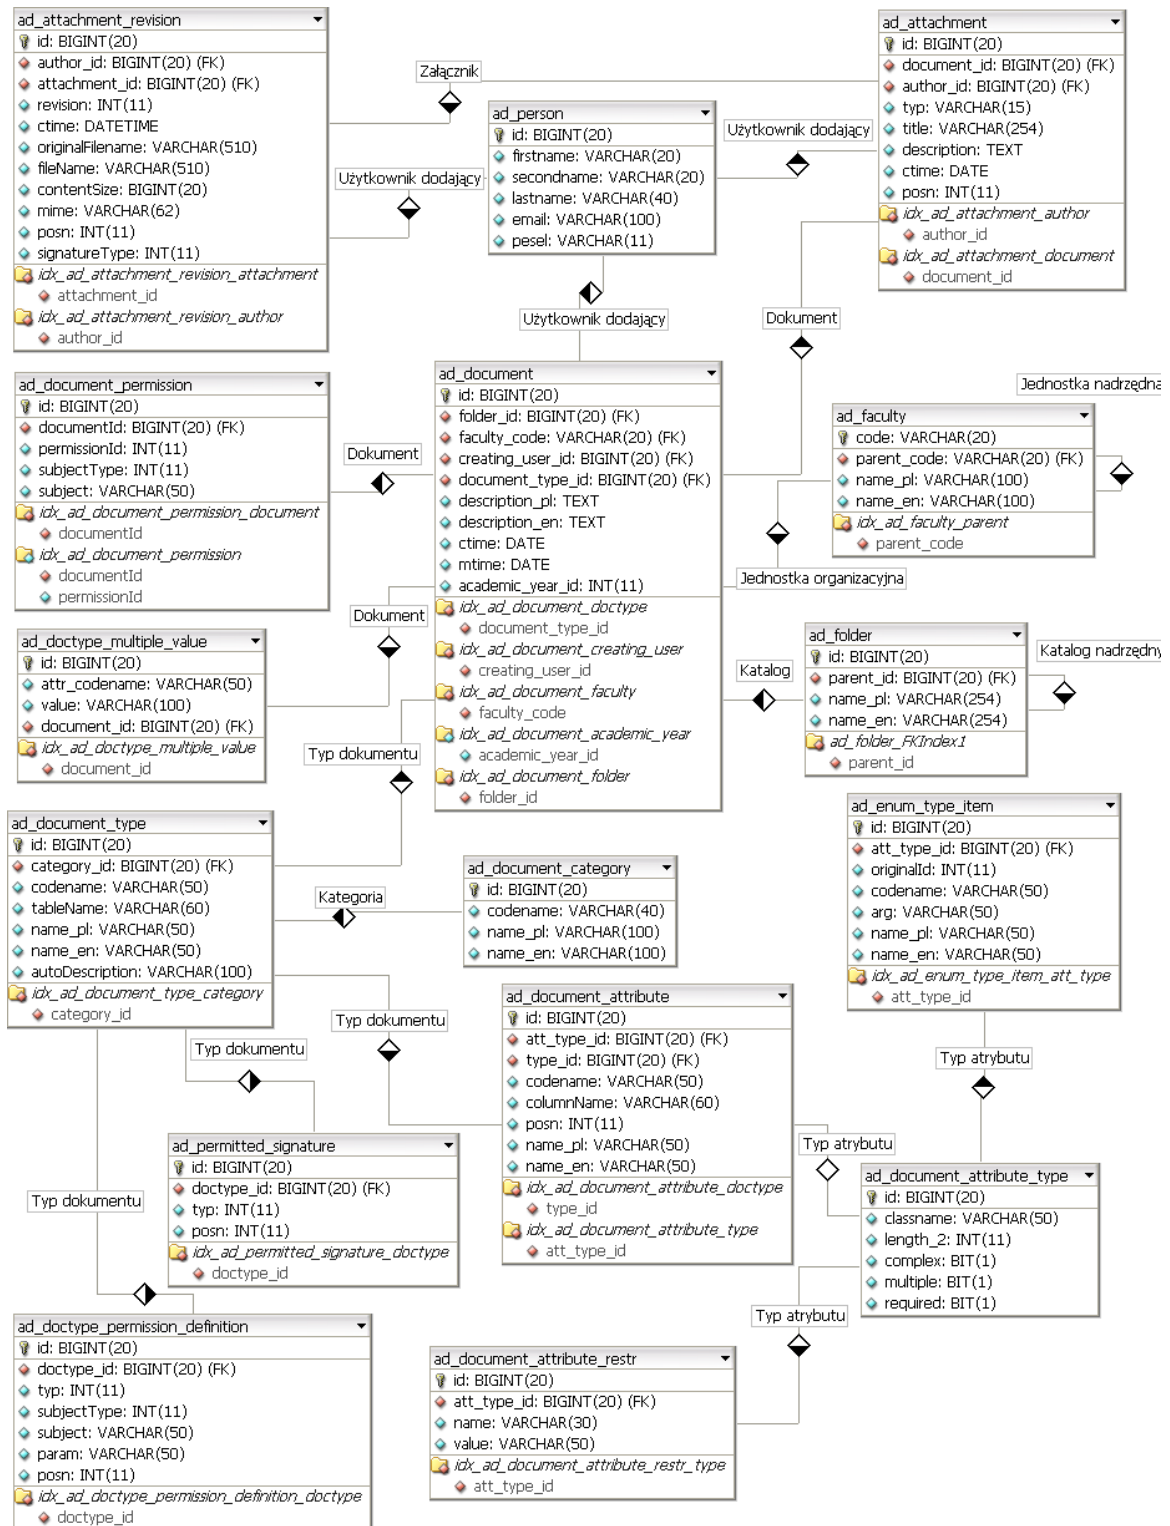 ad_attachment_revision
id: BIGINT(20)
author_id: BIGINT(20) (FK)
attachment_id: BIGINT(20) (FK)
revision: INT(11)
ctime: DATETIME
originalFilename: VARCHAR(510)
fileName: VARCHAR(510)
contentSize: BIGINT(20)
mime: VARCHAR(62)
posn: INT(11)
signatureType: INT(11)
idx_ad_attachment_revision_attachment
attachment_id
idx_ad_attachment_revision_author
author_id
Załącznik
Użytkownik dodający
ad_person
id: BIGINT(20)
firstname: VARCHAR(20)
secondname: VARCHAR(20)
lastname: VARCHAR(40)
email: VARCHAR(100)
pesel: VARCHAR(11)
Użytkownik dodający
Użytkownik dodający
ad_attachment
id: BIGINT(20)
document_id: BIGINT(20) (FK)
author_id: BIGINT(20) (FK)
typ: VARCHAR(15)
title: VARCHAR(254)
description: TEXT
ctime: DATE
posn: INT(11)
idx_ad_attachment_author
author_id
idx_ad_attachment_document
document_id
Dokument
ad_document_permission
id: BIGINT(20)
documentId: BIGINT(20) (FK)
permissionId: INT(11)
subjectType: INT(11)
subject: VARCHAR(50)
idx_ad_document_permission_document
documentId
idx_ad_document_permission
documentId
permissionId
Dokument
ad_document
id: BIGINT(20)
folder_id: BIGINT(20) (FK)
faculty_code: VARCHAR(20) (FK)
creating_user_id: BIGINT(20) (FK)
document_type_id: BIGINT(20) (FK)
description_pl: TEXT
description_en: TEXT
ctime: DATE
mtime: DATE
academic_year_id: INT(11)
idx_ad_document_doctype
document_type_id
idx_ad_document_creating_user
creating_user_id
idx_ad_document_faculty
faculty_code
idx_ad_document_academic_year
academic_year_id
idx_ad_document_folder
folder_id
Jednostka nadrzędna
ad_faculty
code: VARCHAR(20)
parent_code: VARCHAR(20) (FK)
name_pl: VARCHAR(100)
name_en: VARCHAR(100)
idx_ad_faculty_parent
parent_code
Jednostka organizacyjna
Dokument
ad_doctype_multiple_value
id: BIGINT(20)
attr_codename: VARCHAR(50)
value: VARCHAR(100)
document_id: BIGINT(20) (FK)
idx_ad_doctype_multiple_value
document_id
Typ dokumentu
Katalog
ad_folder
id: BIGINT(20)
parent_id: BIGINT(20) (FK)
name_pl: VARCHAR(254)
name_en: VARCHAR(254)
ad_folder_FKIndex1
parent_id
Katalog nadrzędny
ad_document_type
id: BIGINT(20)
category_id: BIGINT(20) (FK)
codename: VARCHAR(50)
tableName: VARCHAR(60)
name_pl: VARCHAR(50)
name_en: VARCHAR(50)
autoDescription: VARCHAR(100)
idx_ad_document_type_category
category_id
Kategoria
ad_document_category
id: BIGINT(20)
codename: VARCHAR(40)
name_pl: VARCHAR(100)
name_en: VARCHAR(100)
ad_enum_type_item
id: BIGINT(20)
att_type_id: BIGINT(20) (FK)
originalId: INT(11)
codename: VARCHAR(50)
arg: VARCHAR(50)
name_pl: VARCHAR(50)
name_en: VARCHAR(50)
idx_ad_enum_type_item_att_type
att_type_id
Typ dokumentu
Typ dokumentu
ad_document_attribute
id: BIGINT(20)
att_type_id: BIGINT(20) (FK)
type_id: BIGINT(20) (FK)
codename: VARCHAR(50)
columnName: VARCHAR(60)
posn: INT(11)
name_pl: VARCHAR(50)
name_en: VARCHAR(50)
idx_ad_document_attribute_doctype
type_id
idx_ad_document_attribute_type
att_type_id
Typ atrybutu
Typ atrybutu
ad_permitted_signature
id: BIGINT(20)
doctype_id: BIGINT(20) (FK)
typ: INT(11)
posn: INT(11)
idx_ad_permitted_signature_doctype
doctype_id
Typ dokumentu
ad_document_attribute_type
id: BIGINT(20)
classname: VARCHAR(50)
length_2: INT(11)
complex: BIT(1)
multiple: BIT(1)
required: BIT(1)
Typ atrybutu
ad_doctype_permission_definition
id: BIGINT(20)
doctype_id: BIGINT(20) (FK)
typ: INT(11)
subjectType: INT(11)
subject: VARCHAR(50)
param: VARCHAR(50)
posn: INT(11)
idx_ad_doctype_permission_definition_doctype
doctype_id
ad_document_attribute_restr
id: BIGINT(20)
att_type_id: BIGINT(20) (FK)
name: VARCHAR(30)
value: VARCHAR(50)
idx_ad_document_attribute_restr_type
att_type_id